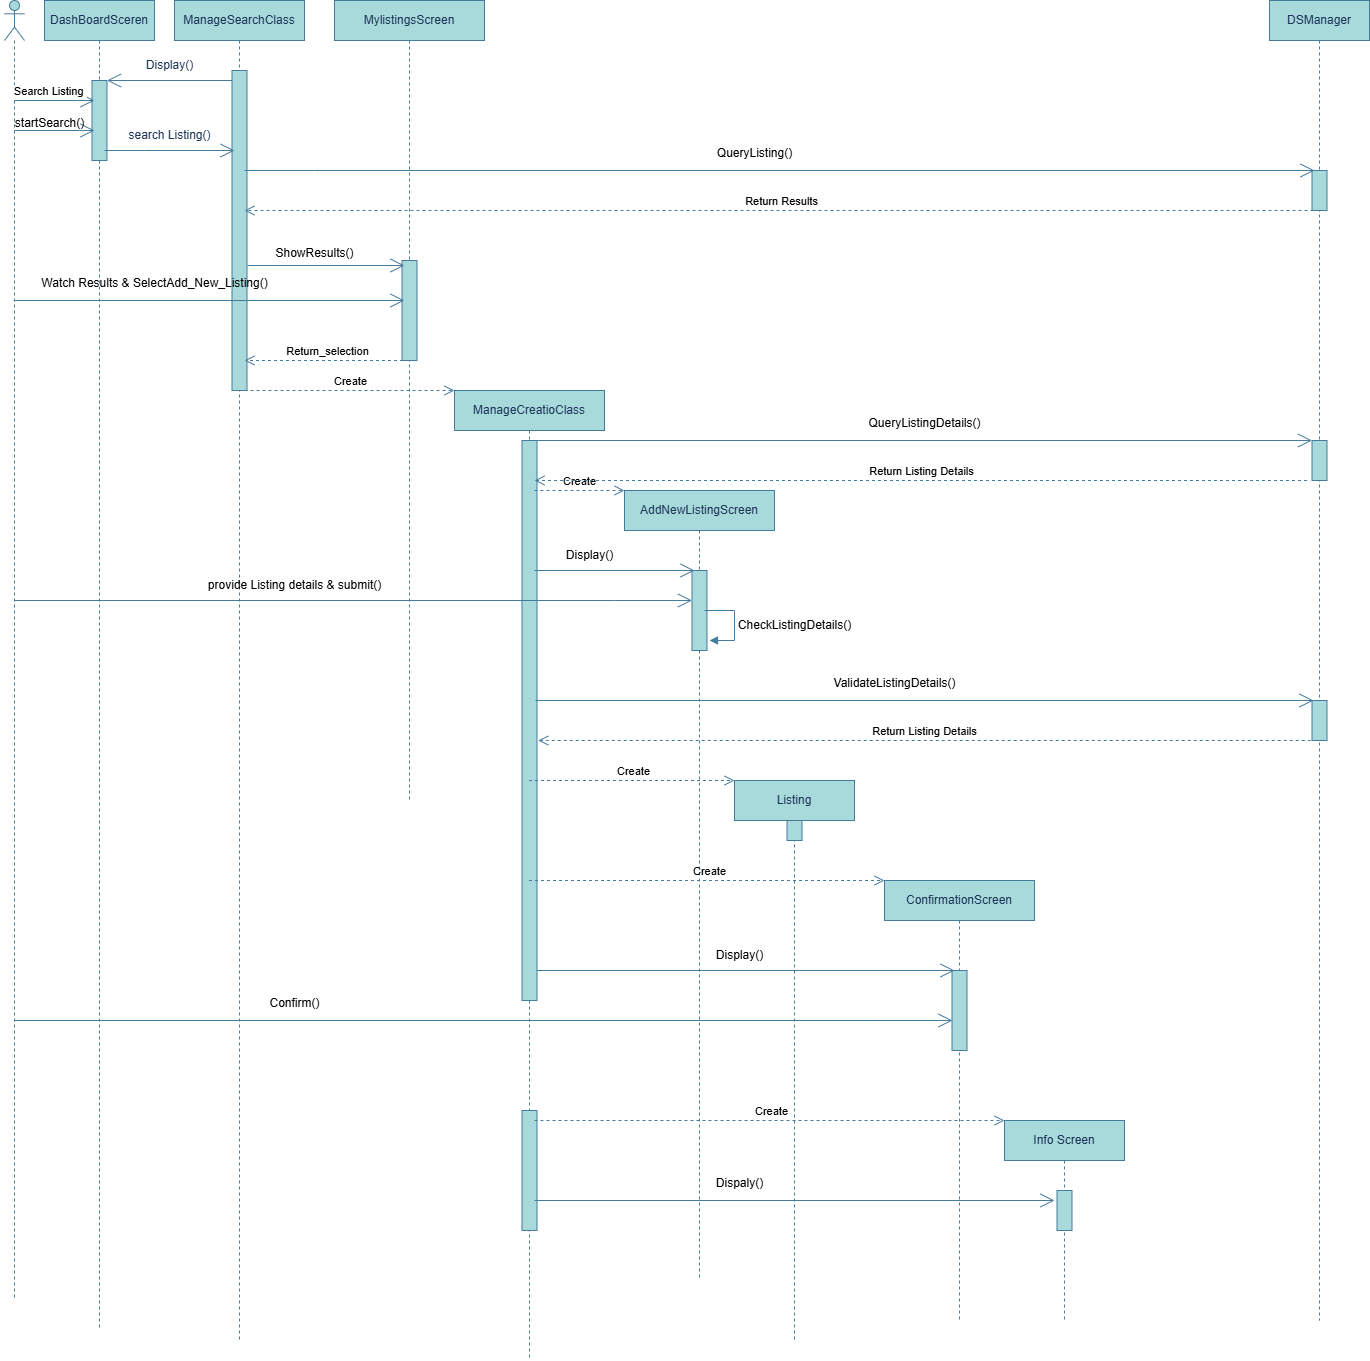 DashBoardSceren
ManageSearchClass
MylistingsScreen
DSManager
Display()
Search Listing
startSearch()
search Listing()
QueryListing()
Return Results
ShowResults()
Watch Results & SelectAdd_New_Listing()
Return_selection
Create
ManageCreatioClass
QueryListingDetails()
Return Listing Details
Create
AddNewListingScreen
Display()
provide Listing details & submit()
CheckListingDetails()
ValidateListingDetails()
Return Listing Details
Create
Listing
Create
ConfirmationScreen
Display()
Confirm()
Create
Info Screen
Dispaly()